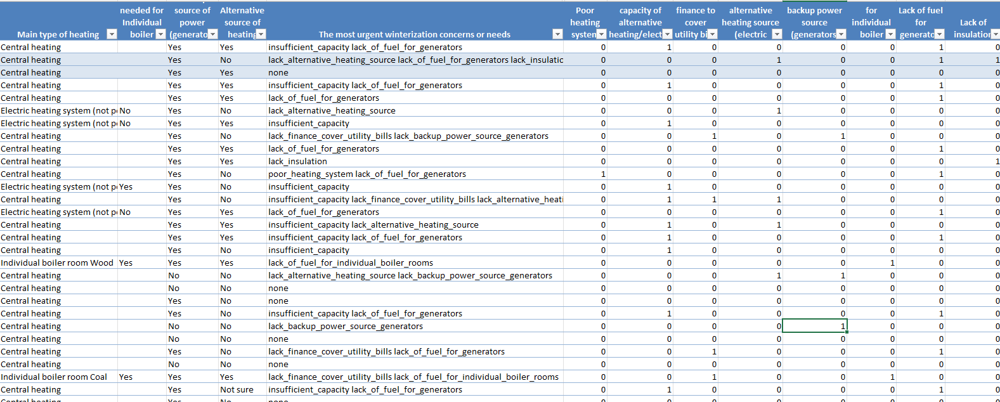 needed for source of Alternative Poor capacity of finance to alternative backup power for Lack of fuel
Individual power source of heating alternative cover heating source source individual for Lack of
Main type of heating boiler (generato heating The most urgent winterization concerns or needs system heating/elect utility bi (electric (generators boiler generato insulation
Central heating Yes Yes insufficient_capacity lack_of_fuel_for_generators 0 1 0 0 0 0 1 0
Central heating Yes No lack_alternative_heating_source lack_of_fuel_for_generators lack_insulatic 0 0 0 1 0 0 1 1
Central heating Yes Yes none 0 0 0 0 0 0 0 0
Central heating Yes Yes insufficient_capacity lack_of_fuel_for_generators 0 1 0 0 0 0 1 0
Central heating Yes Yes lack_of_fuel_for_generators 0 0 0 0 0 0 1 0
Electric heating system (not p No Yes No lack_alternative_heating_source 0 0 0 1 0 0 0 0
Electric heating system (not p No Yes Yes insufficient_capacity 0 1 0 0 0 0 0 0
Central heating Yes No lack_finance_cover_utility_bills lack_backup_power_source_generators 0 0 1 0 1 0 0 0
Central heating Yes Yes lack_of_fuel_for_generators 0 0 0 0 0 0 1 0
Central heating Yes Yes lack_insulation 0 0 0 0 0 0 0 1
Central heating Yes No poor_heating_system lack_of_fuel_for_generators 1 0 0 0 0 0 1 0
Electric heating system (not p Yes Yes No insufficient_capacity 0 1 0 0 0 0 0 0
Central heating Yes No insufficient_capacity lack_finance_cover_utility_bills lack_alternative_heati 0 1 1 1 0 0 0 0
Electric heating system (not p No Yes Yes lack_of_fuel_for_generators 0 0 0 0 0 0 1 0
Central heating Yes Yes insufficient_capacity lack_alternative_heating_source 0 1 0 1 0 0 0 0
Central heating Yes Yes insufficient_capacity lack_of_fuel_for_generators 0 1 0 0 0 0 1 0
Central heating Yes No insufficient_capacity 0 1 0 0 0 0 0 0
Individual boiler room Wood Yes Yes Yes lack_of_fuel_for_individual_boiler_rooms 0 0 0 0 0 1 0 0
Central heating No No lack_alternative_heating_source lack_backup_power_source_generators 0 0 0 1 1 0 0 0
Central heating No No none 0 0 0 0 0 0 0 0
Central heating Yes No none 0 0 0 0 0 0 0 0
Central heating Yes No insufficient_capacity lack_of_fuel_for_generators 0 1 0 0 0 0 1 0
Central heating No No lack_backup_power_source_generators 0 0 0 0 1 0 0 0
Central heating No No none 0 0 0 0 0 0 0 0
Central heating Yes No lack_finance_cover_utility_bills lack_of_fuel_for_generators 0 0 1 0 0 0 1 0
Central heating No No none 0 0 0 0 0 0 0 0
Individual boiler room Coal Yes Yes Yes lack_finance_cover_utility_bills lack_of_fuel_for_individual_boiler_rooms 0 0 1 0 0 1 0 0
Central heating Yes Not sure insufficient_capacity lack_of_fuel_for_generators 0 1 0 0 0 0 1 0
Central heating Yes No none 0 0 0 0 0 0 0 0